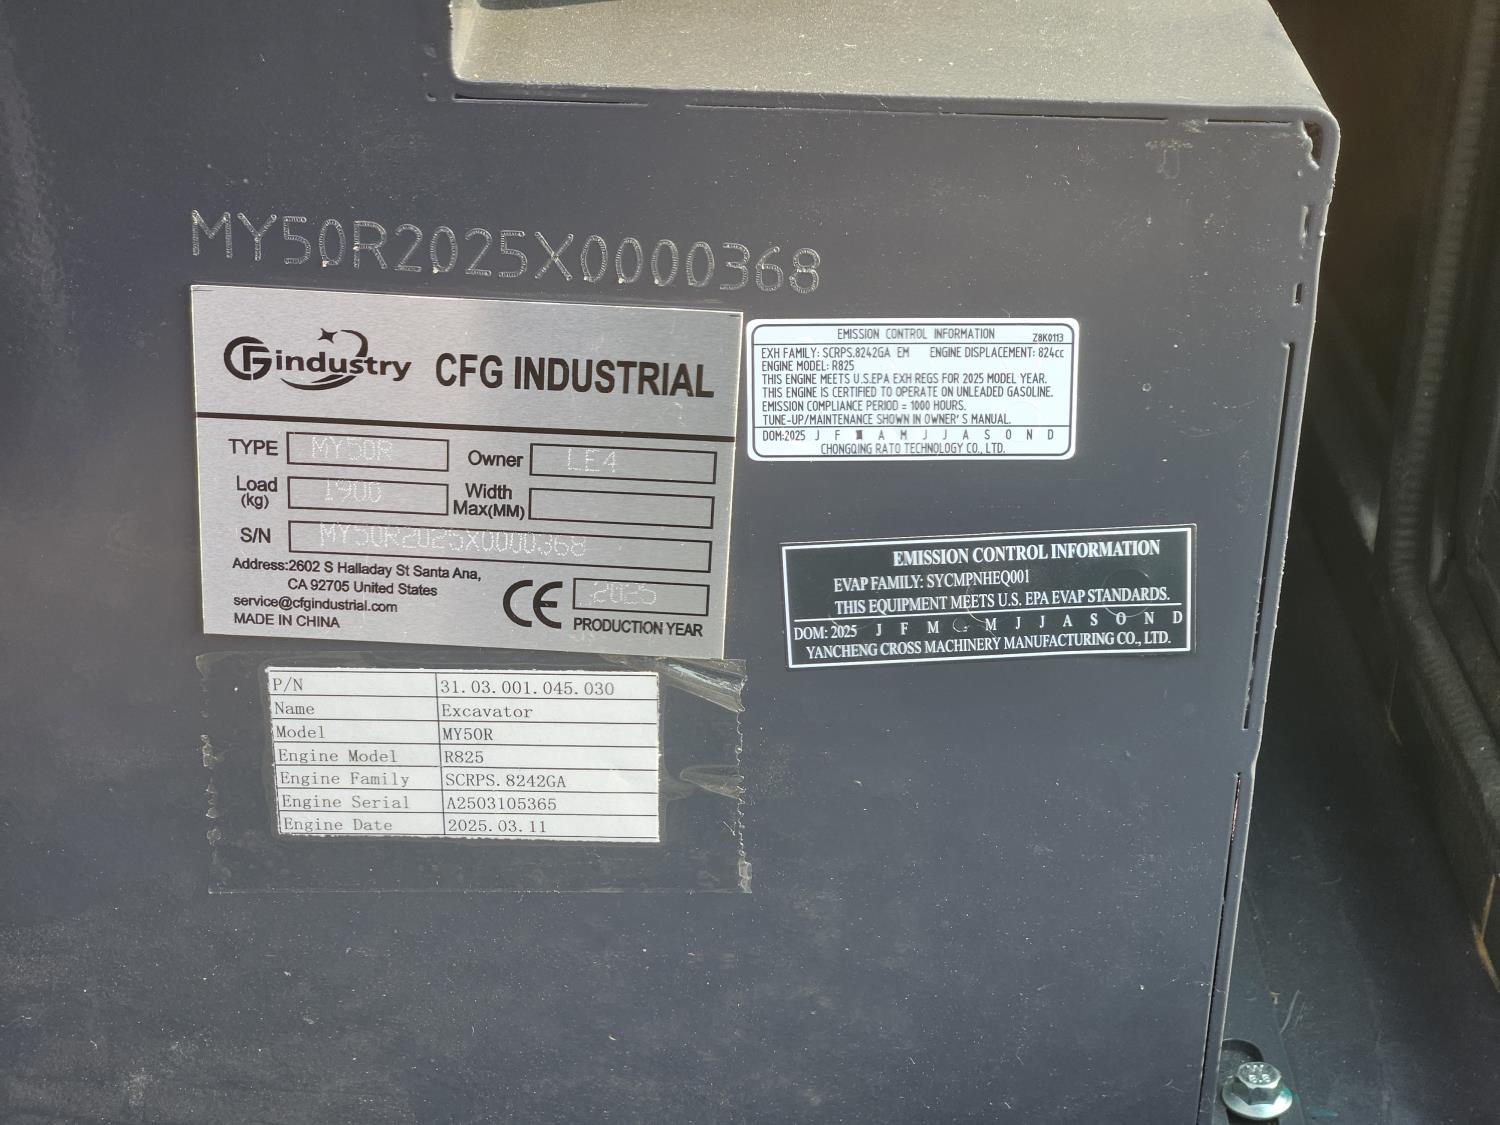 MY50R2025X0000368
CFG industry CFG INDUSTRIAL
TYPE MY50R Owner LE4
Load (kg) 1900 Width Max(MM)
S/N MY50R2025X0000368
Address:2602 S Halladay St Santa Ana,
CA 92705 United States
service@cfgindustrial.com
MADE IN CHINA
CE 2025
PRODUCTION YEAR
EMISSION CONTROL INFORMATION Z8K0113
EXH FAMILY: SCRPS.8242GA EM ENGINE DISPLACEMENT: 824cc
ENGINE MODEL: R825
THIS ENGINE MEETS U.S.EPA EXH REGS FOR 2025 MODEL YEAR.
THIS ENGINE IS CERTIFIED TO OPERATE ON UNLEADED GASOLINE.
EMISSION COMPLIANCE PERIOD = 1000 HOURS.
TUNE-UP/MAINTENANCE SHOWN IN OWNER'S MANUAL.
DOM:2025 J F A M J J A S O N D
CHONGQING RATO TECHNOLOGY CO., LTD.
EMISSION CONTROL INFORMATION
EVAP FAMILY: SYCMPNHEQ001
THIS EQUIPMENT MEETS U.S. EPA EVAP STANDARDS.
DOM: 2025 J F M M J J A S O N D
YANCHENG CROSS MACHINERY MANUFACTURING CO., LTD.
P/N 31.03.001.045.030
Name Excavator
Model MY50R
Engine Model R825
Engine Family SCRPS.8242GA
Engine Serial A2503105365
Engine Date 2025.03.11
8.8